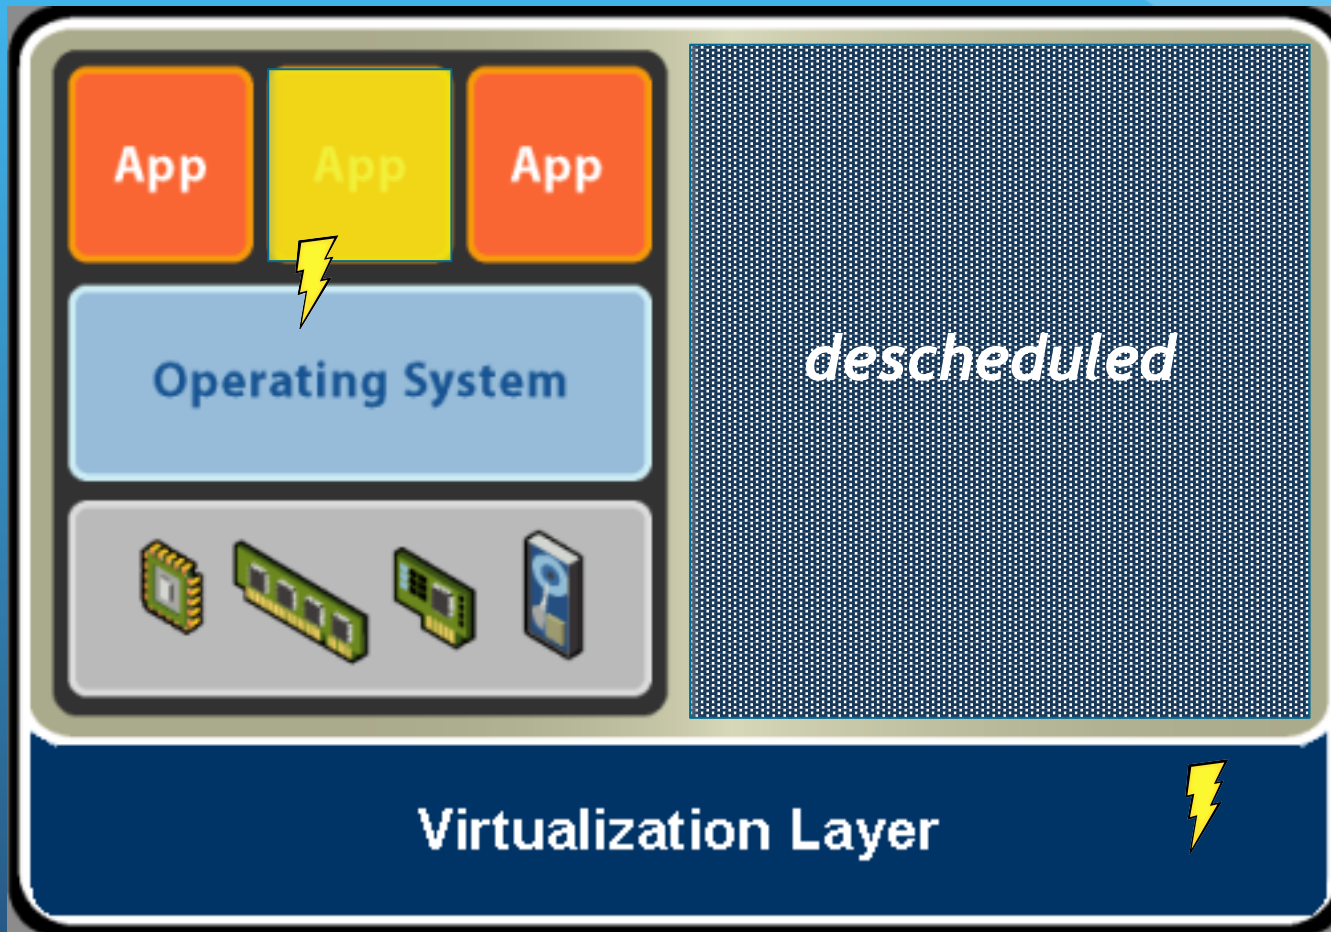 App
App
App
Operating System
descheduled
Virtualization Layer